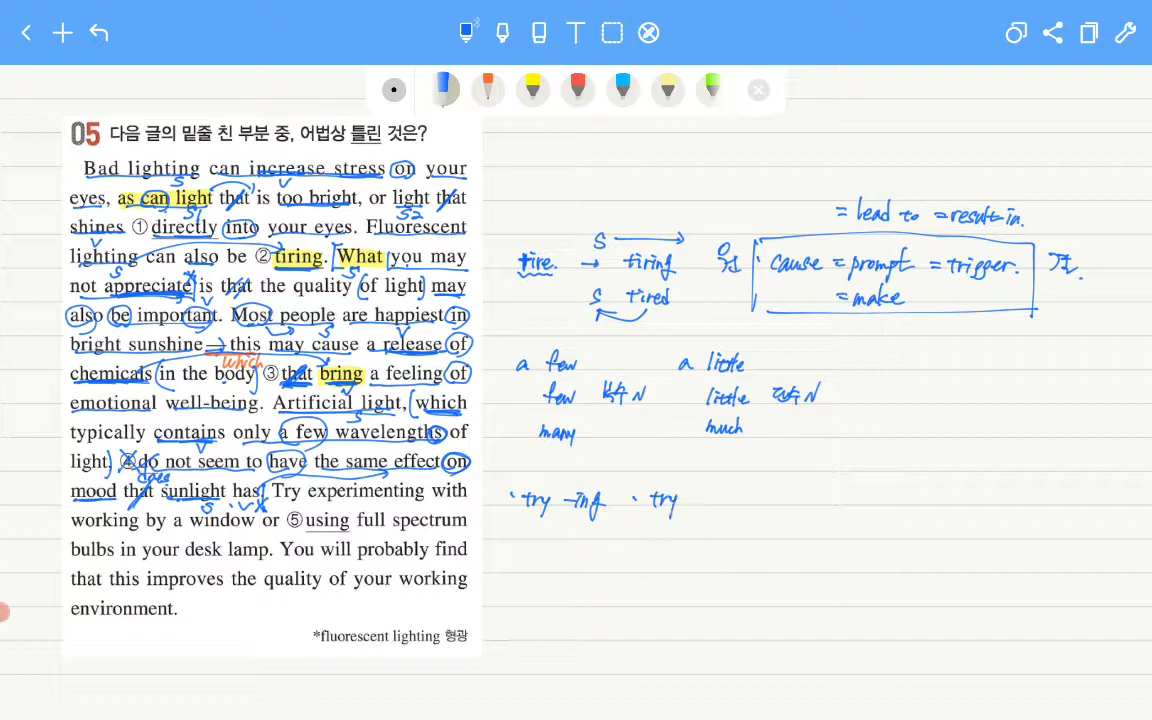 05 다음 글의 밑줄 친 부분 중, 어법상 틀린 것은?
Bad lighting can increase stress on your
eyes, as can light that is too bright, or light that
shines ① directly into your eyes. Fluorescent
lighting can also be ② tiring. What you may
not appreciate is that the quality of light may
also be important. Most people are happiest in
bright sunshine — this may cause a release of
chemicals in the body ③ that bring a feeling of
emotional well-being. Artificial light, which
typically contains only a few wavelengths of
light, ④ do not seem to have the same effect on
mood that sunlight has. Try experimenting with
working by a window or ⑤ using full spectrum
bulbs in your desk lamp. You will probably find
that this improves the quality of your working
environment.
*fluorescent lighting 형광
S
V
S1
S2
V
S
S
V
S
V
which
V
S
V
does
S
V
= lead to = result in.
S
tire. → tiring
S tired
cause = prompt = trigger.
= make
a few a little
few 복수 N little 단수 N
many much
· try -ing · try